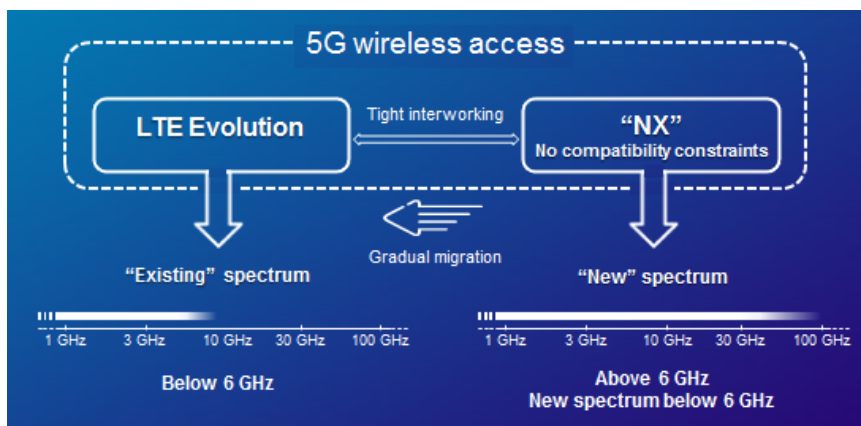 5G wireless access
LTE Evolution
Tight interworking
“NX”
No compatibility constraints
Gradual migration
“Existing” spectrum
“New” spectrum
1 GHz 3 GHz 10 GHz 30 GHz 100 GHz
1 GHz 3 GHz 10 GHz 30 GHz 100 GHz
Below 6 GHz
Above 6 GHz
New spectrum below 6 GHz